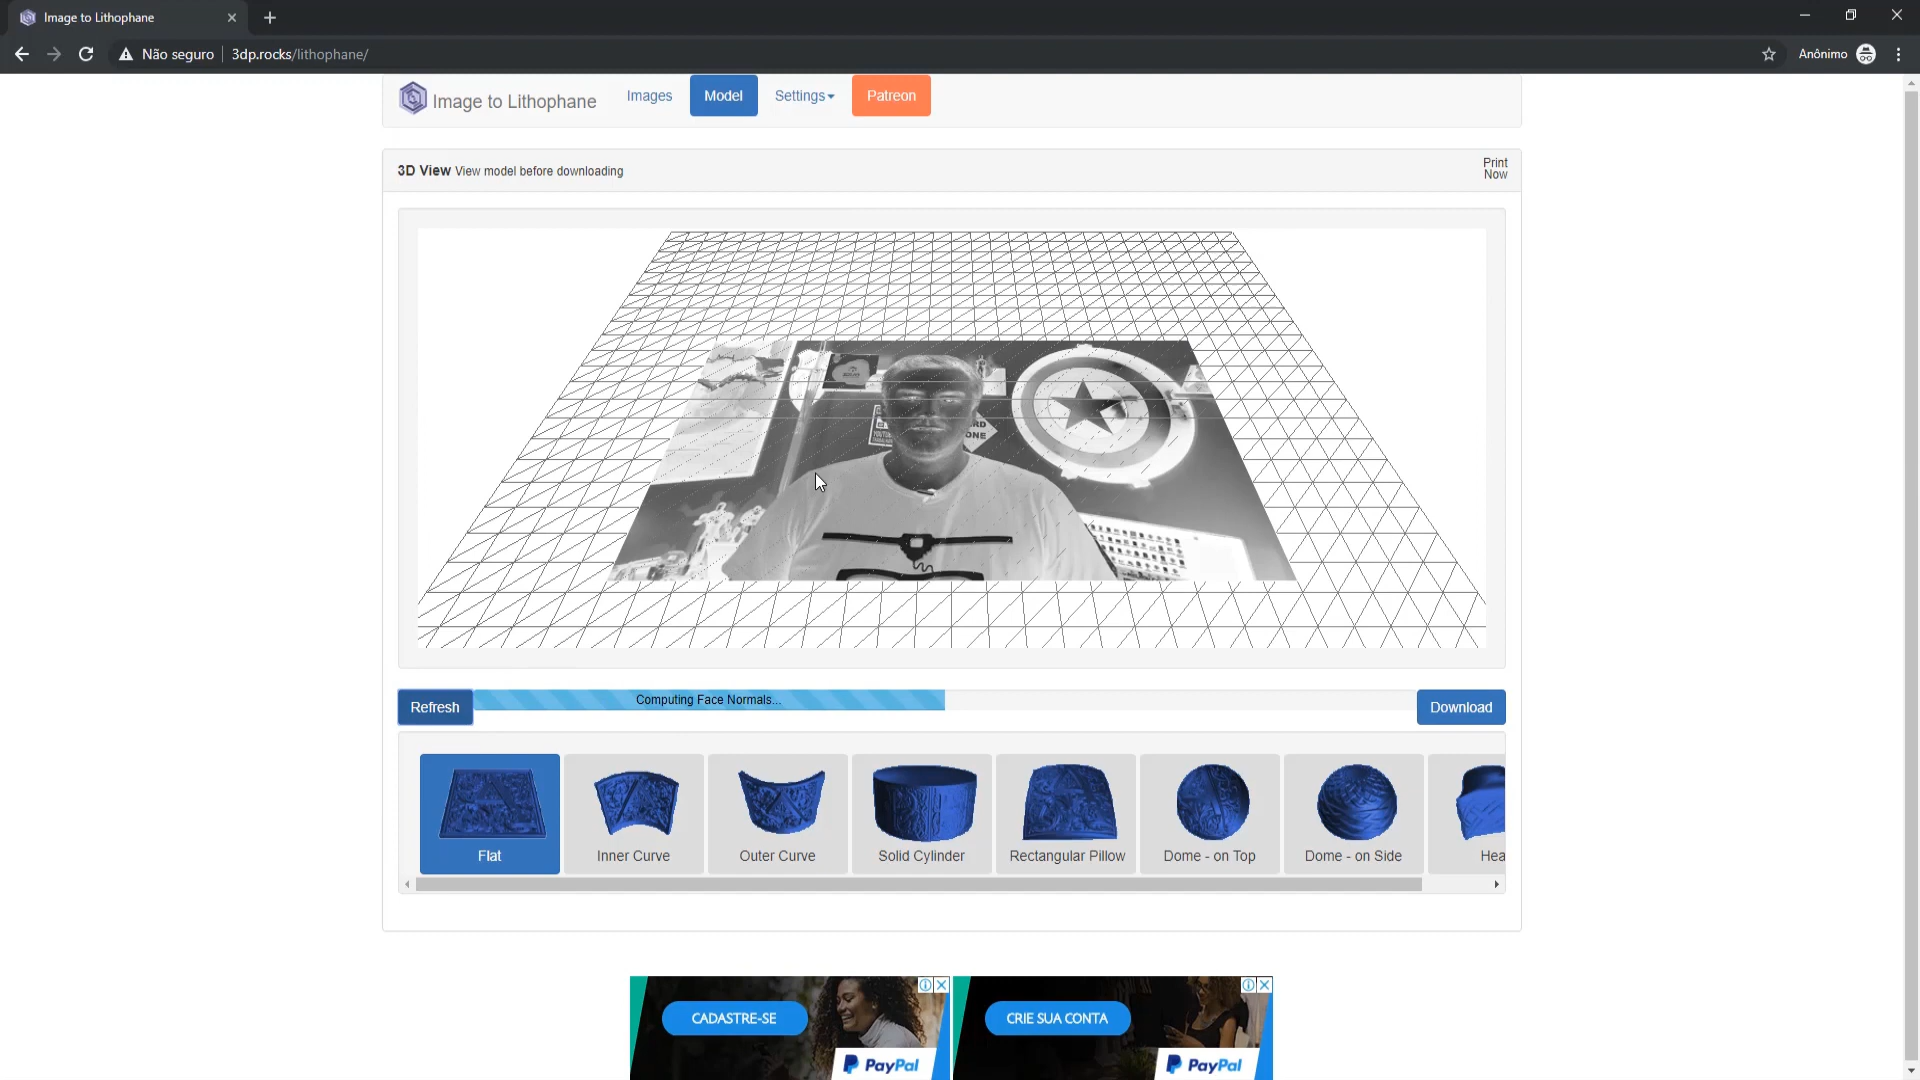 Image to Lithophane
Não seguro
3dp.rocks/lithophane/
Anônimo
Image to Lithophane
Images
Model
Settings
Patreon
3D View View model before downloading
Print
Now
RD
ONE
Refresh
Computing Face Normals...
Download
Flat
Inner Curve
Outer Curve
Solid Cylinder
Rectangular Pillow
Dome - on Top
Dome - on Side
Hea
CADASTRE-SE
PayPal
CRIE SUA CONTA
PayPal